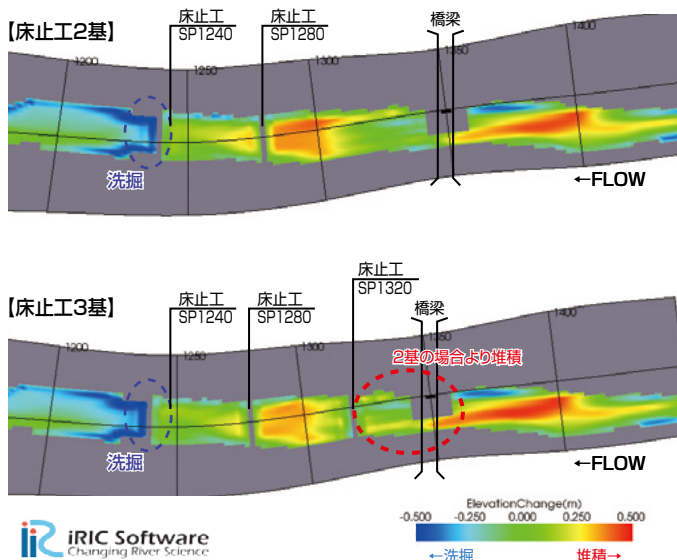 【床止工2基】
床止工
SP1240
床止工
SP1280
橋梁
1200
1250
1300
1350
1400
洗掘
←FLOW
【床止工3基】
床止工
SP1240
床止工
SP1280
床止工
SP1320
橋梁
1200
1250
1300
1350
1400
2基の場合より堆積
洗掘
←FLOW
iRIC Software
Changing River Science
ElevationChange(m)
-0.500 -0.250 0.000 0.250 0.500
←洗掘 堆積→